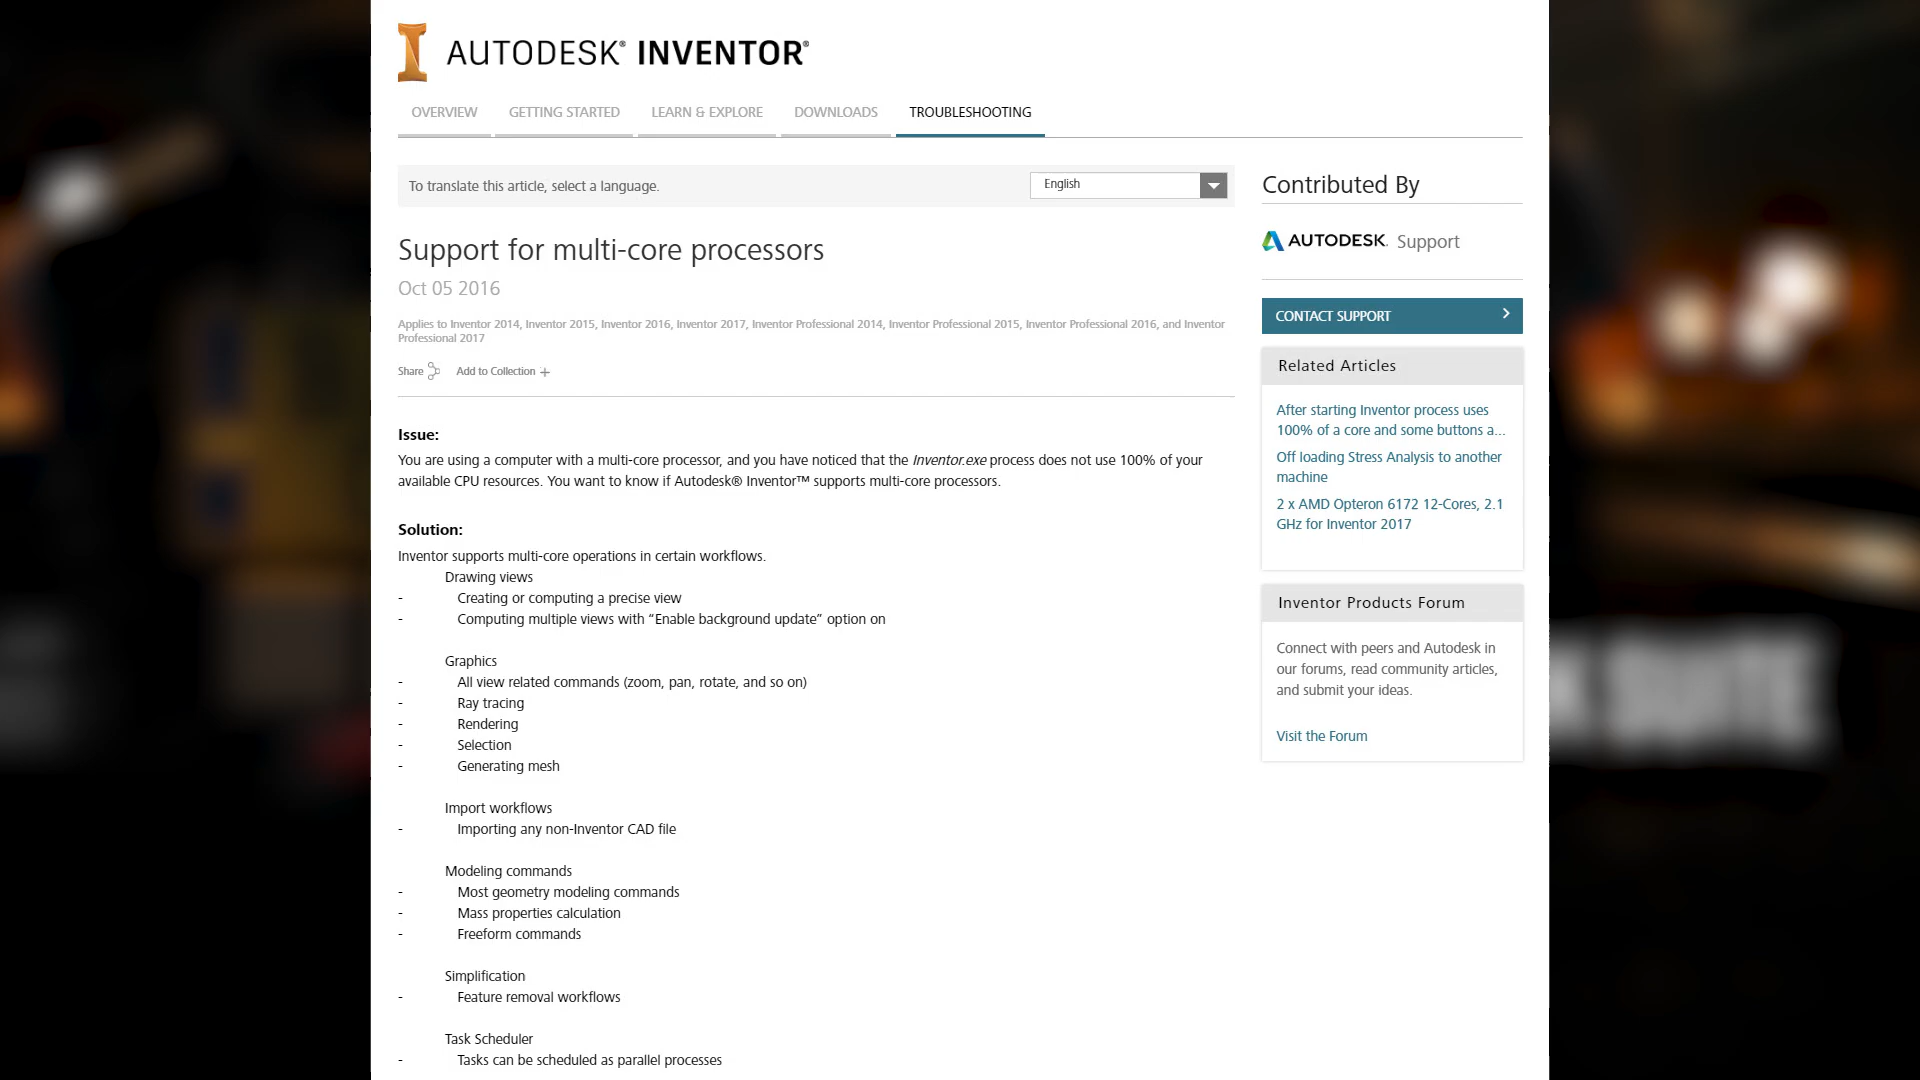 AUTODESK® INVENTOR®
OVERVIEW
GETTING STARTED
LEARN & EXPLORE
DOWNLOADS
TROUBLESHOOTING
To translate this article, select a language.
English
Support for multi-core processors
Oct 05 2016
Applies to Inventor 2014, Inventor 2015, Inventor 2016, Inventor 2017, Inventor Professional 2014, Inventor Professional 2015, Inventor Professional 2016, and Inventor
Professional 2017
Share
Add to Collection +
Issue:
You are using a computer with a multi-core processor, and you have noticed that the Inventor.exe process does not use 100% of your
available CPU resources. You want to know if Autodesk® Inventor™ supports multi-core processors.
Solution:
Inventor supports multi-core operations in certain workflows.
Drawing views
- Creating or computing a precise view
- Computing multiple views with “Enable background update” option on
Graphics
- All view related commands (zoom, pan, rotate, and so on)
- Ray tracing
- Rendering
- Selection
- Generating mesh
Import workflows
- Importing any non-Inventor CAD file
Modeling commands
- Most geometry modeling commands
- Mass properties calculation
- Freeform commands
Simplification
- Feature removal workflows
Task Scheduler
- Tasks can be scheduled as parallel processes
Contributed By
AUTODESK. Support
CONTACT SUPPORT
Related Articles
After starting Inventor process uses
100% of a core and some buttons a...
Off loading Stress Analysis to another
machine
2 x AMD Opteron 6172 12-Cores, 2.1
GHz for Inventor 2017
Inventor Products Forum
Connect with peers and Autodesk in
our forums, read community articles,
and submit your ideas.
Visit the Forum